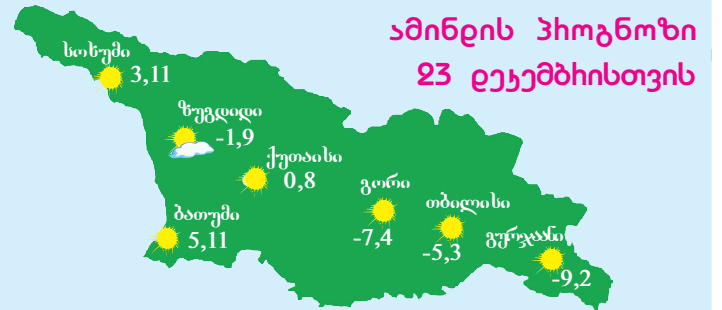 ამინდის პროგნოზი
23 დეკემბრისთვის
სოხუმი
3,11
ზუგდიდი
-1,9
ქუთაისი
0,8
გორი
-7,4
თბილისი
-5,3
ბათუმი
5,11
გურჯაანი
-9,2